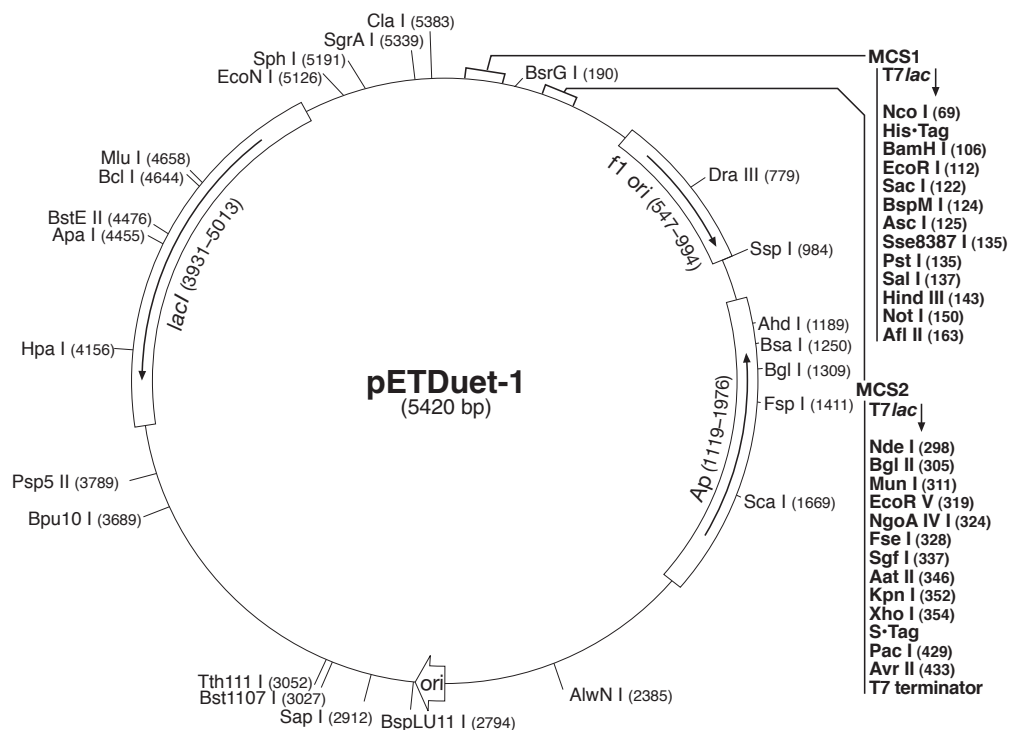 Cla I (5383)
SgrA I (5339)
Sph I (5191)
EcoN I (5126)
BsrG I (190)
Mlu I (4658)
Bcl I (4644)
BstE II (4476)
Apa I (4455)
lacI (3931–5013)
Hpa I (4156)
Psp5 II (3789)
Bpu10 I (3689)
Tth111 I (3052)
Bst1107 I (3027)
Sap I (2912)
BspLU11 I (2794)
ori
AlwN I (2385)
f1 ori (547–994)
Dra III (779)
Ssp I (984)
Ahd I (1189)
Bsa I (1250)
Bgl I (1309)
Fsp I (1411)
Ap (1119–1976)
Sca I (1669)
pETDuet-1
(5420 bp)
MCS1
T7lac
Nco I (69)
His•Tag
BamH I (106)
EcoR I (112)
Sac I (122)
BspM I (124)
Asc I (125)
Sse8387 I (135)
Pst I (135)
Sal I (137)
Hind III (143)
Not I (150)
Afl II (163)
MCS2
T7lac
Nde I (298)
Bgl II (305)
Mun I (311)
EcoR V (319)
NgoA IV I (324)
Fse I (328)
Sgf I (337)
Aat II (346)
Kpn I (352)
Xho I (354)
S•Tag
Pac I (429)
Avr II (433)
T7 terminator